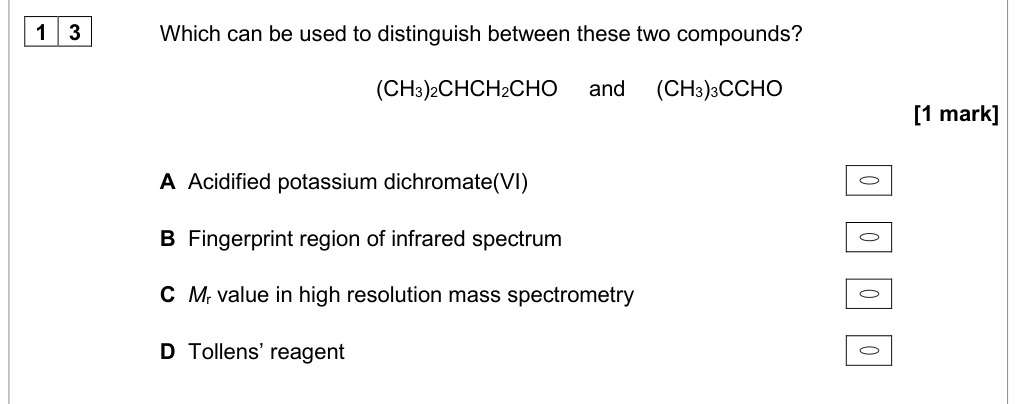 1 3 Which can be used to distinguish between these two compounds?
(CH₃)₂CHCH₂CHO and (CH₃)₃CCHO
[1 mark]
A Acidified potassium dichromate(VI)
B Fingerprint region of infrared spectrum
C Mᵣ value in high resolution mass spectrometry
D Tollens’ reagent